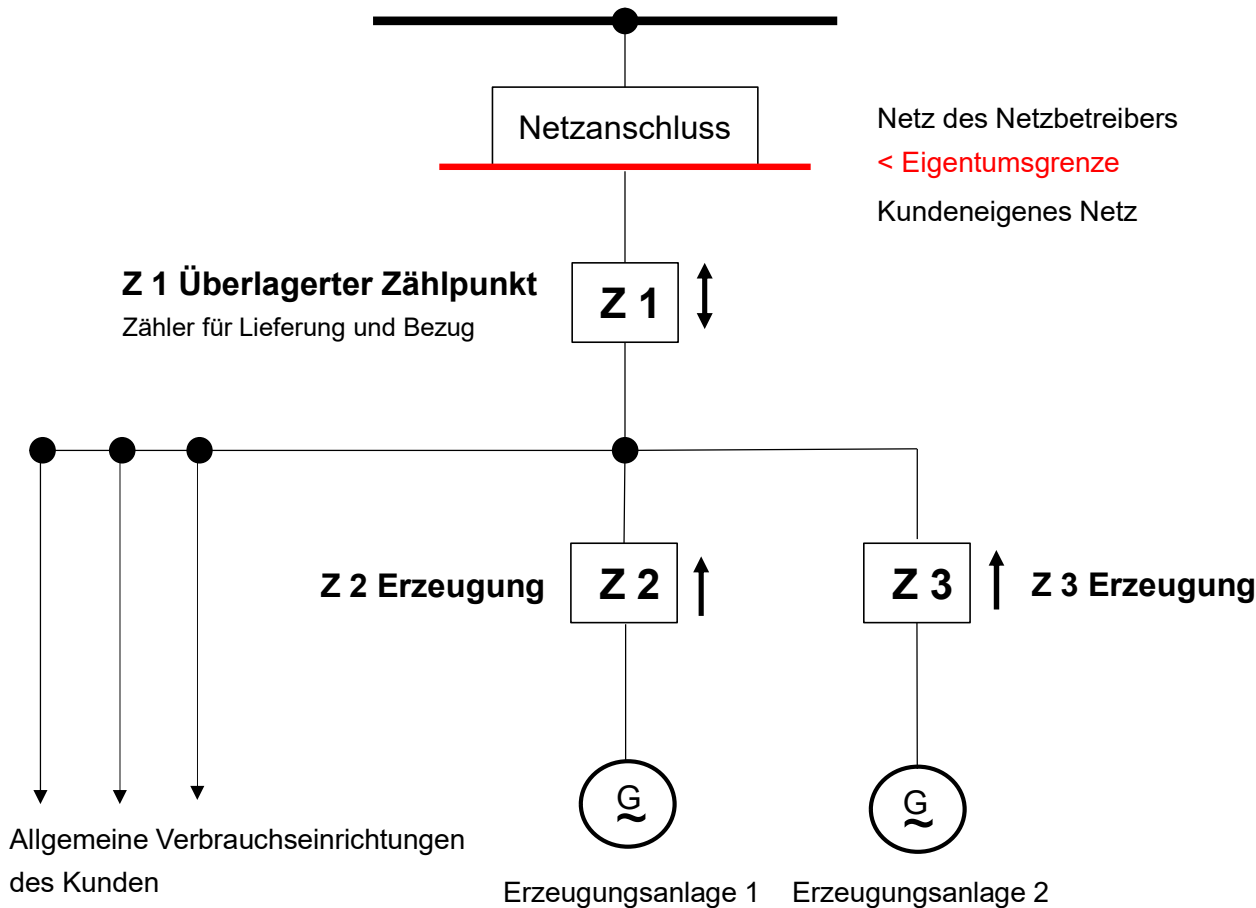 Netzanschluss
Netz des Netzbetreibers
< Eigentumsgrenze
Kundeneigenes Netz
Z 1 Überlagerter Zählpunkt
Zähler für Lieferung und Bezug
Z 1
Z 2 Erzeugung
Z 2
Z 3
Z 3 Erzeugung
G
G
Allgemeine Verbrauchseinrichtungen
des Kunden
Erzeugungsanlage 1
Erzeugungsanlage 2